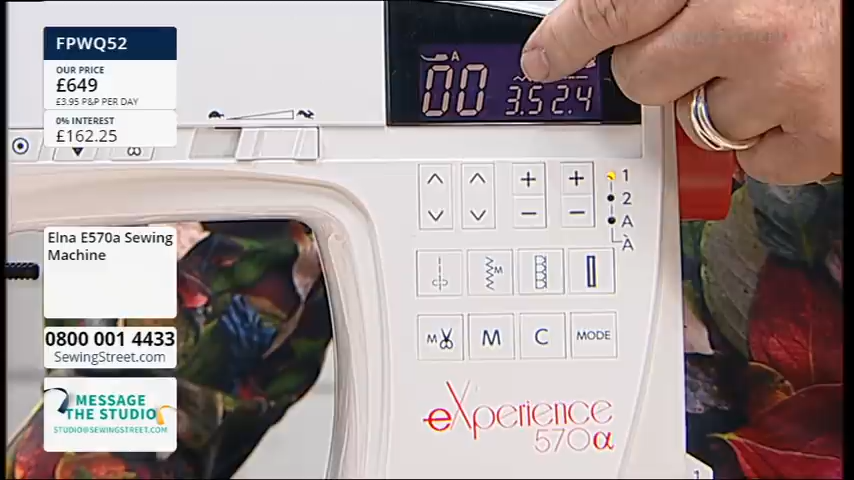 FPWQ52
OUR PRICE
£649
£3.95 P&P PER DAY
0% INTEREST
£162.25
Elna E570a Sewing
Machine
0800 001 4433
SewingStreet.com
MESSAGE
THE STUDIO
STUDIO@SEWINGSTREET.COM
A
00 3.5 2.4
1
2
A
À
M
M
M
C
MODE
eXperience
570α
1